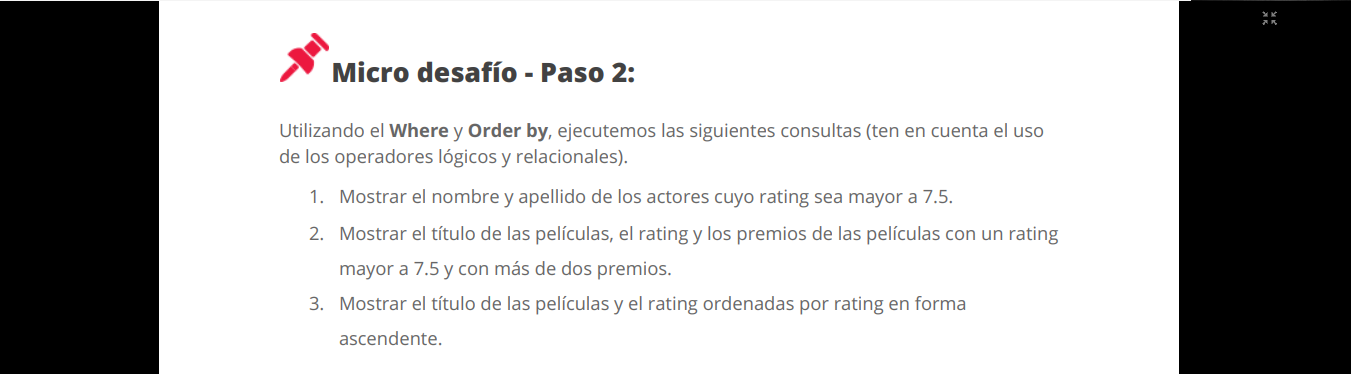 Micro desafío - Paso 2:
Utilizando el Where y Order by, ejecutemos las siguientes consultas (ten en cuenta el uso
de los operadores lógicos y relacionales).
1. Mostrar el nombre y apellido de los actores cuyo rating sea mayor a 7.5.
2. Mostrar el título de las películas, el rating y los premios de las películas con un rating
mayor a 7.5 y con más de dos premios.
3. Mostrar el título de las películas y el rating ordenadas por rating en forma
ascendente.